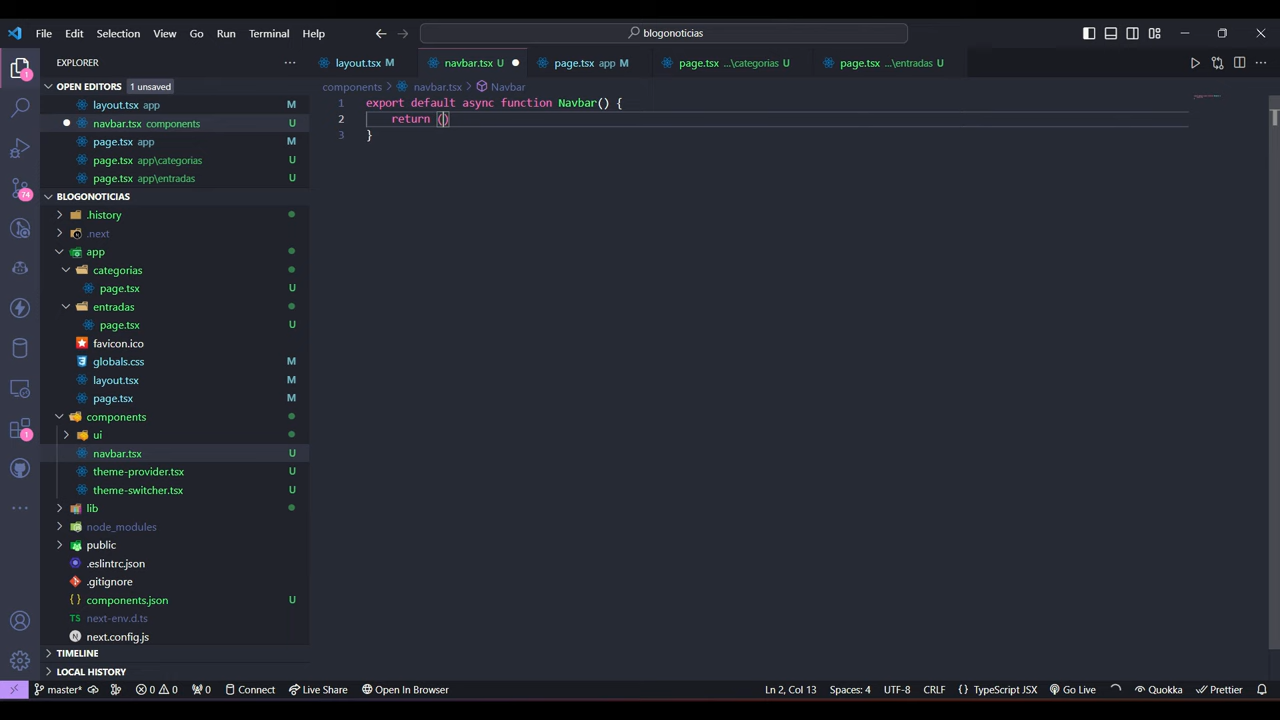 File Edit Selection View Go Run Terminal Help
blogonoticias
EXPLORER
layout.tsx M
navbar.tsx U
page.tsx app M
page.tsx ...\categorias U
page.tsx ...\entradas U
OPEN EDITORS 1 unsaved
layout.tsx app M
navbar.tsx components U
page.tsx app M
page.tsx app\categorias U
page.tsx app\entradas U
components > navbar.tsx > Navbar
1 export default async function Navbar() {
2 return ()
3 }
BLOGONOTICIAS
.history
.next
app
categorias
page.tsx U
entradas
page.tsx U
favicon.ico
globals.css M
layout.tsx M
page.tsx M
components
ui
navbar.tsx U
theme-provider.tsx U
theme-switcher.tsx U
lib
node_modules
public
.eslintrc.json
.gitignore
components.json U
next-env.d.ts
next.config.js
TIMELINE
LOCAL HISTORY
1
74
1
master* 0 0 0 Connect Live Share Open In Browser Ln 2, Col 13 Spaces: 4 UTF-8 CRLF {} TypeScript JSX Go Live Quokka Prettier